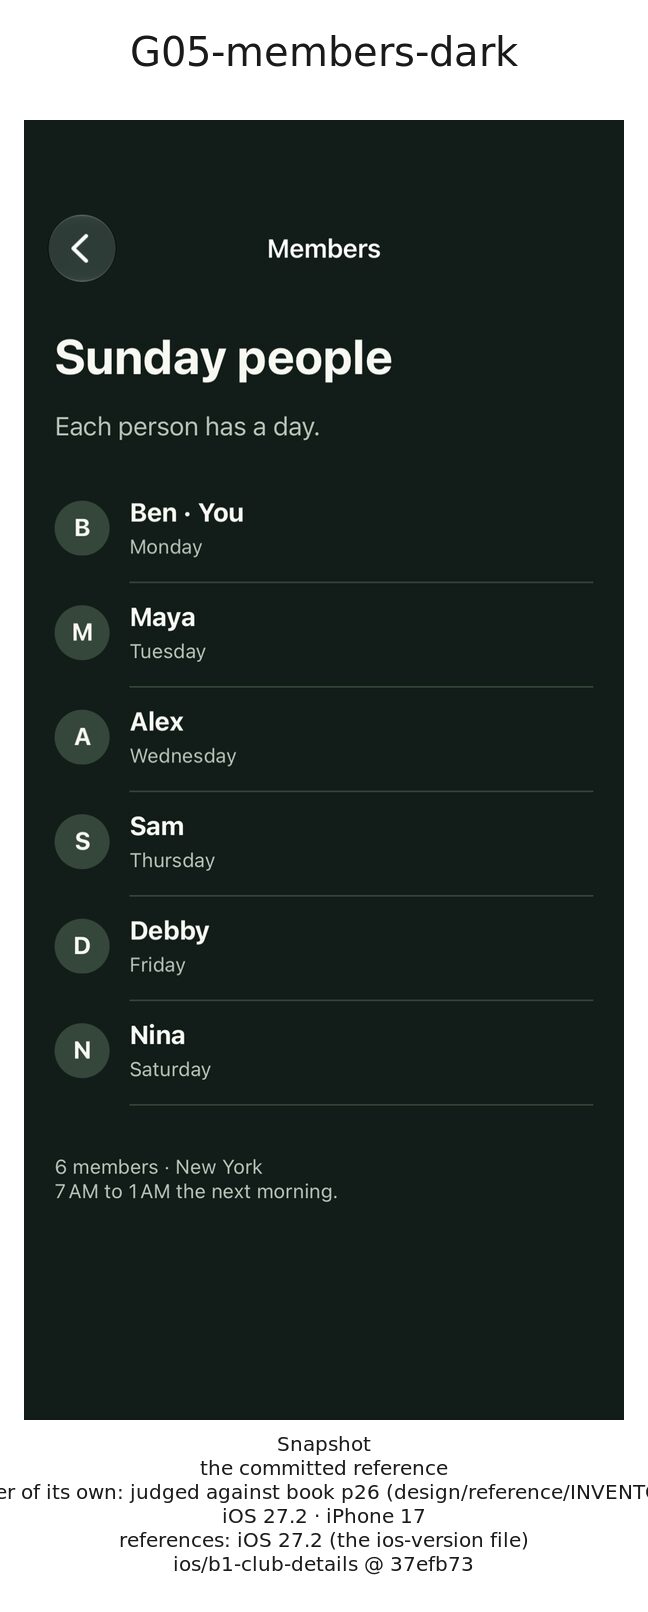 G05-members-dark
Members
Sunday people
Each person has a day.
B
Ben · You
Monday
M
Maya
Tuesday
A
Alex
Wednesday
S
Sam
Thursday
D
Debby
Friday
N
Nina
Saturday
6 members · New York
7 AM to 1 AM the next morning.
Snapshot
the committed reference
of its own: judged against book p26 (design/reference/
iOS 27.2 · iPhone 17
references: iOS 27.2 (the ios-version file)
ios/b1-club-details @ 37efb73